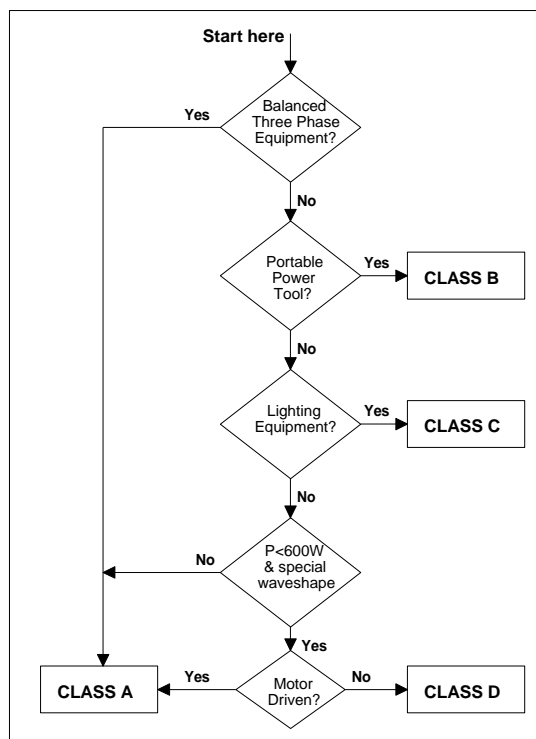 Start here
Balanced
Three Phase
Equipment?
Yes
No
Portable
Power
Tool?
Yes
CLASS B
No
Lighting
Equipment?
Yes
CLASS C
No
P<600W
& special
waveshape
No
Yes
Motor
Driven?
Yes
CLASS A
No
CLASS D